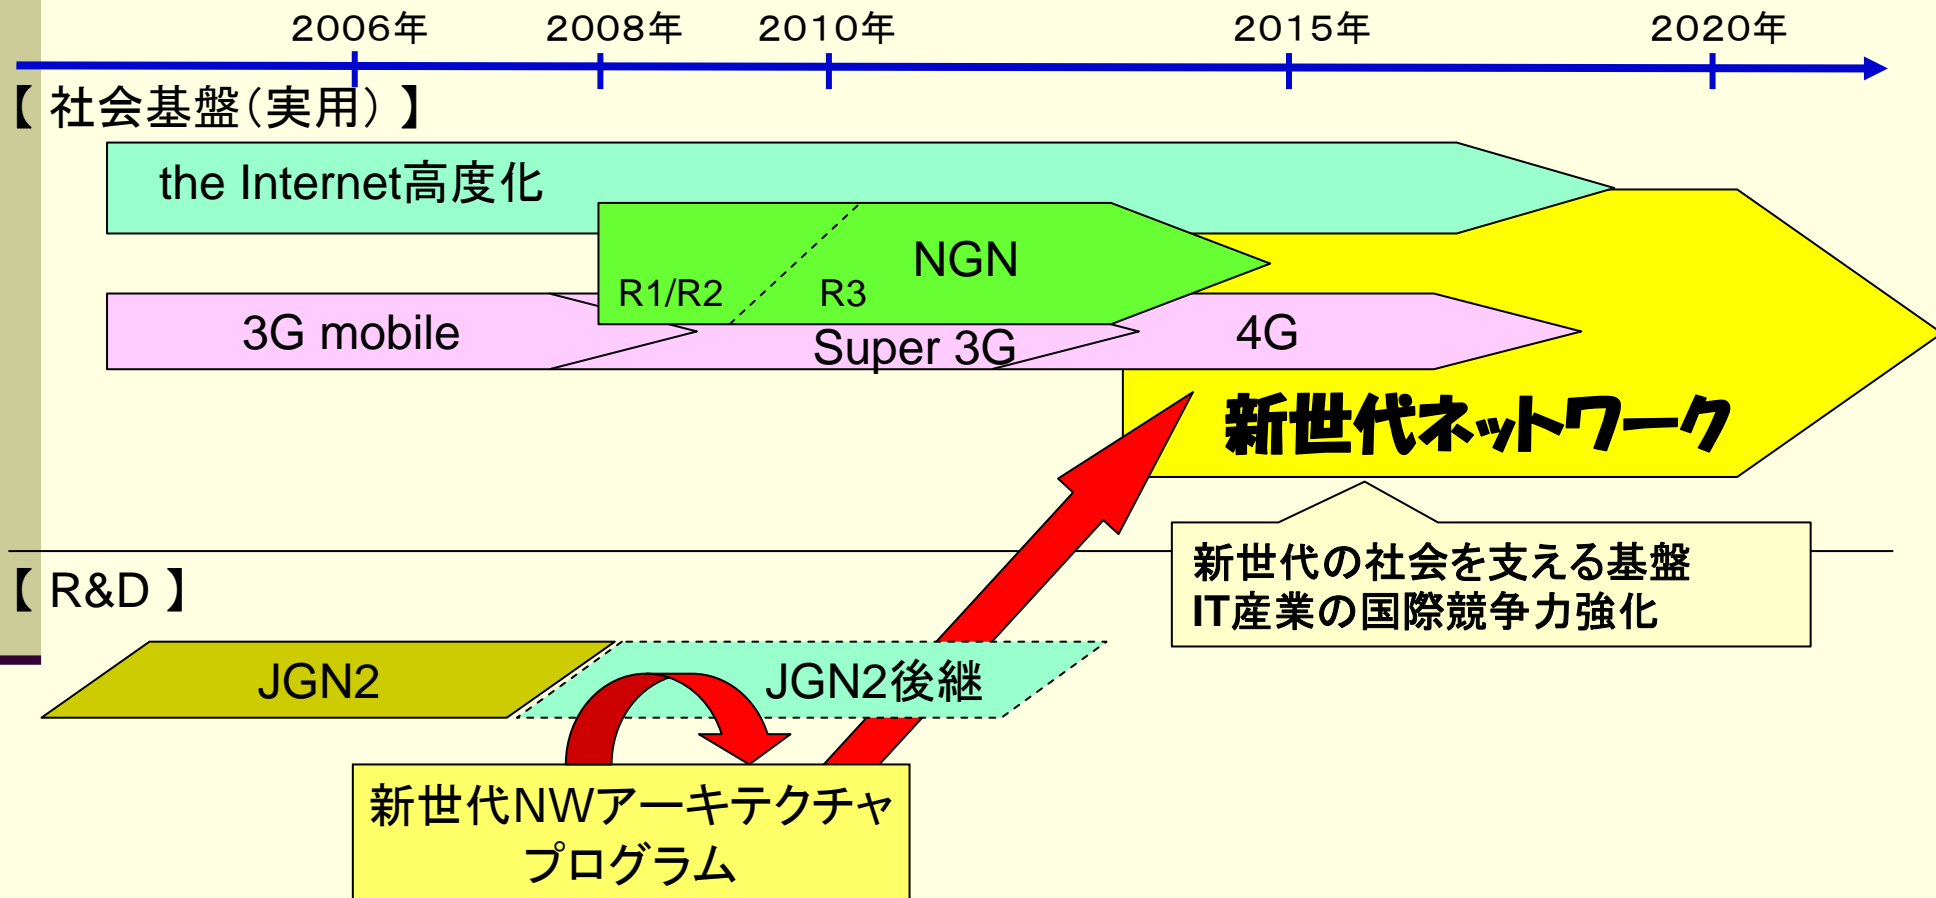 2006年 2008年 2010年 2015年 2020年
【 社会基盤(実用) 】
the Internet高度化
NGN
R1/R2 R3
3G mobile
Super 3G
4G
新世代ネットワーク
新世代の社会を支える基盤
IT産業の国際競争力強化
【 R&D 】
JGN2
JGN2後継
新世代NWアーキテクチャ
プログラム